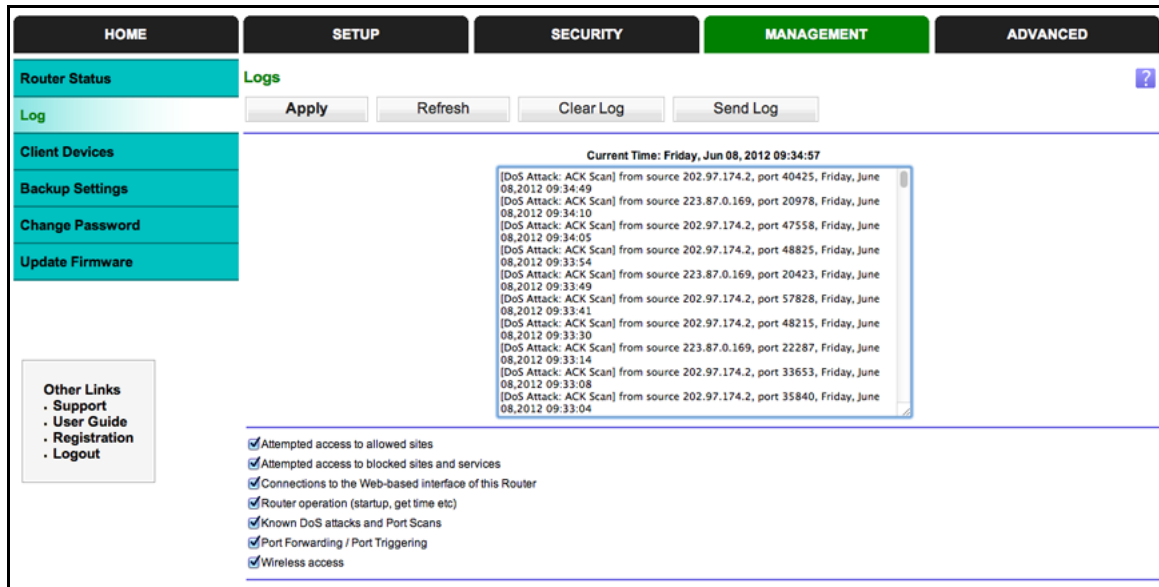 HOME SETUP SECURITY MANAGEMENT ADVANCED
Router Status
Log
Client Devices
Backup Settings
Change Password
Update Firmware
Other Links
. Support
. User Guide
. Registration
. Logout
Logs
?
Apply Refresh Clear Log Send Log
Current Time: Friday, Jun 08, 2012 09:34:57
[DoS Attack: ACK Scan] from source 202.97.174.2, port 40425, Friday, June
08,2012 09:34:49
[DoS Attack: ACK Scan] from source 223.87.0.169, port 20978, Friday, June
08,2012 09:34:10
[DoS Attack: ACK Scan] from source 202.97.174.2, port 47558, Friday, June
08,2012 09:34:05
[DoS Attack: ACK Scan] from source 202.97.174.2, port 48825, Friday, June
08,2012 09:33:54
[DoS Attack: ACK Scan] from source 223.87.0.169, port 20423, Friday, June
08,2012 09:33:49
[DoS Attack: ACK Scan] from source 202.97.174.2, port 57828, Friday, June
08,2012 09:33:41
[DoS Attack: ACK Scan] from source 202.97.174.2, port 48215, Friday, June
08,2012 09:33:30
[DoS Attack: ACK Scan] from source 223.87.0.169, port 22287, Friday, June
08,2012 09:33:14
[DoS Attack: ACK Scan] from source 202.97.174.2, port 33653, Friday, June
08,2012 09:33:08
[DoS Attack: ACK Scan] from source 202.97.174.2, port 35840, Friday, June
08,2012 09:33:04
Attempted access to allowed sites
Attempted access to blocked sites and services
Connections to the Web-based interface of this Router
Router operation (startup, get time etc)
Known DoS attacks and Port Scans
Port Forwarding / Port Triggering
Wireless access